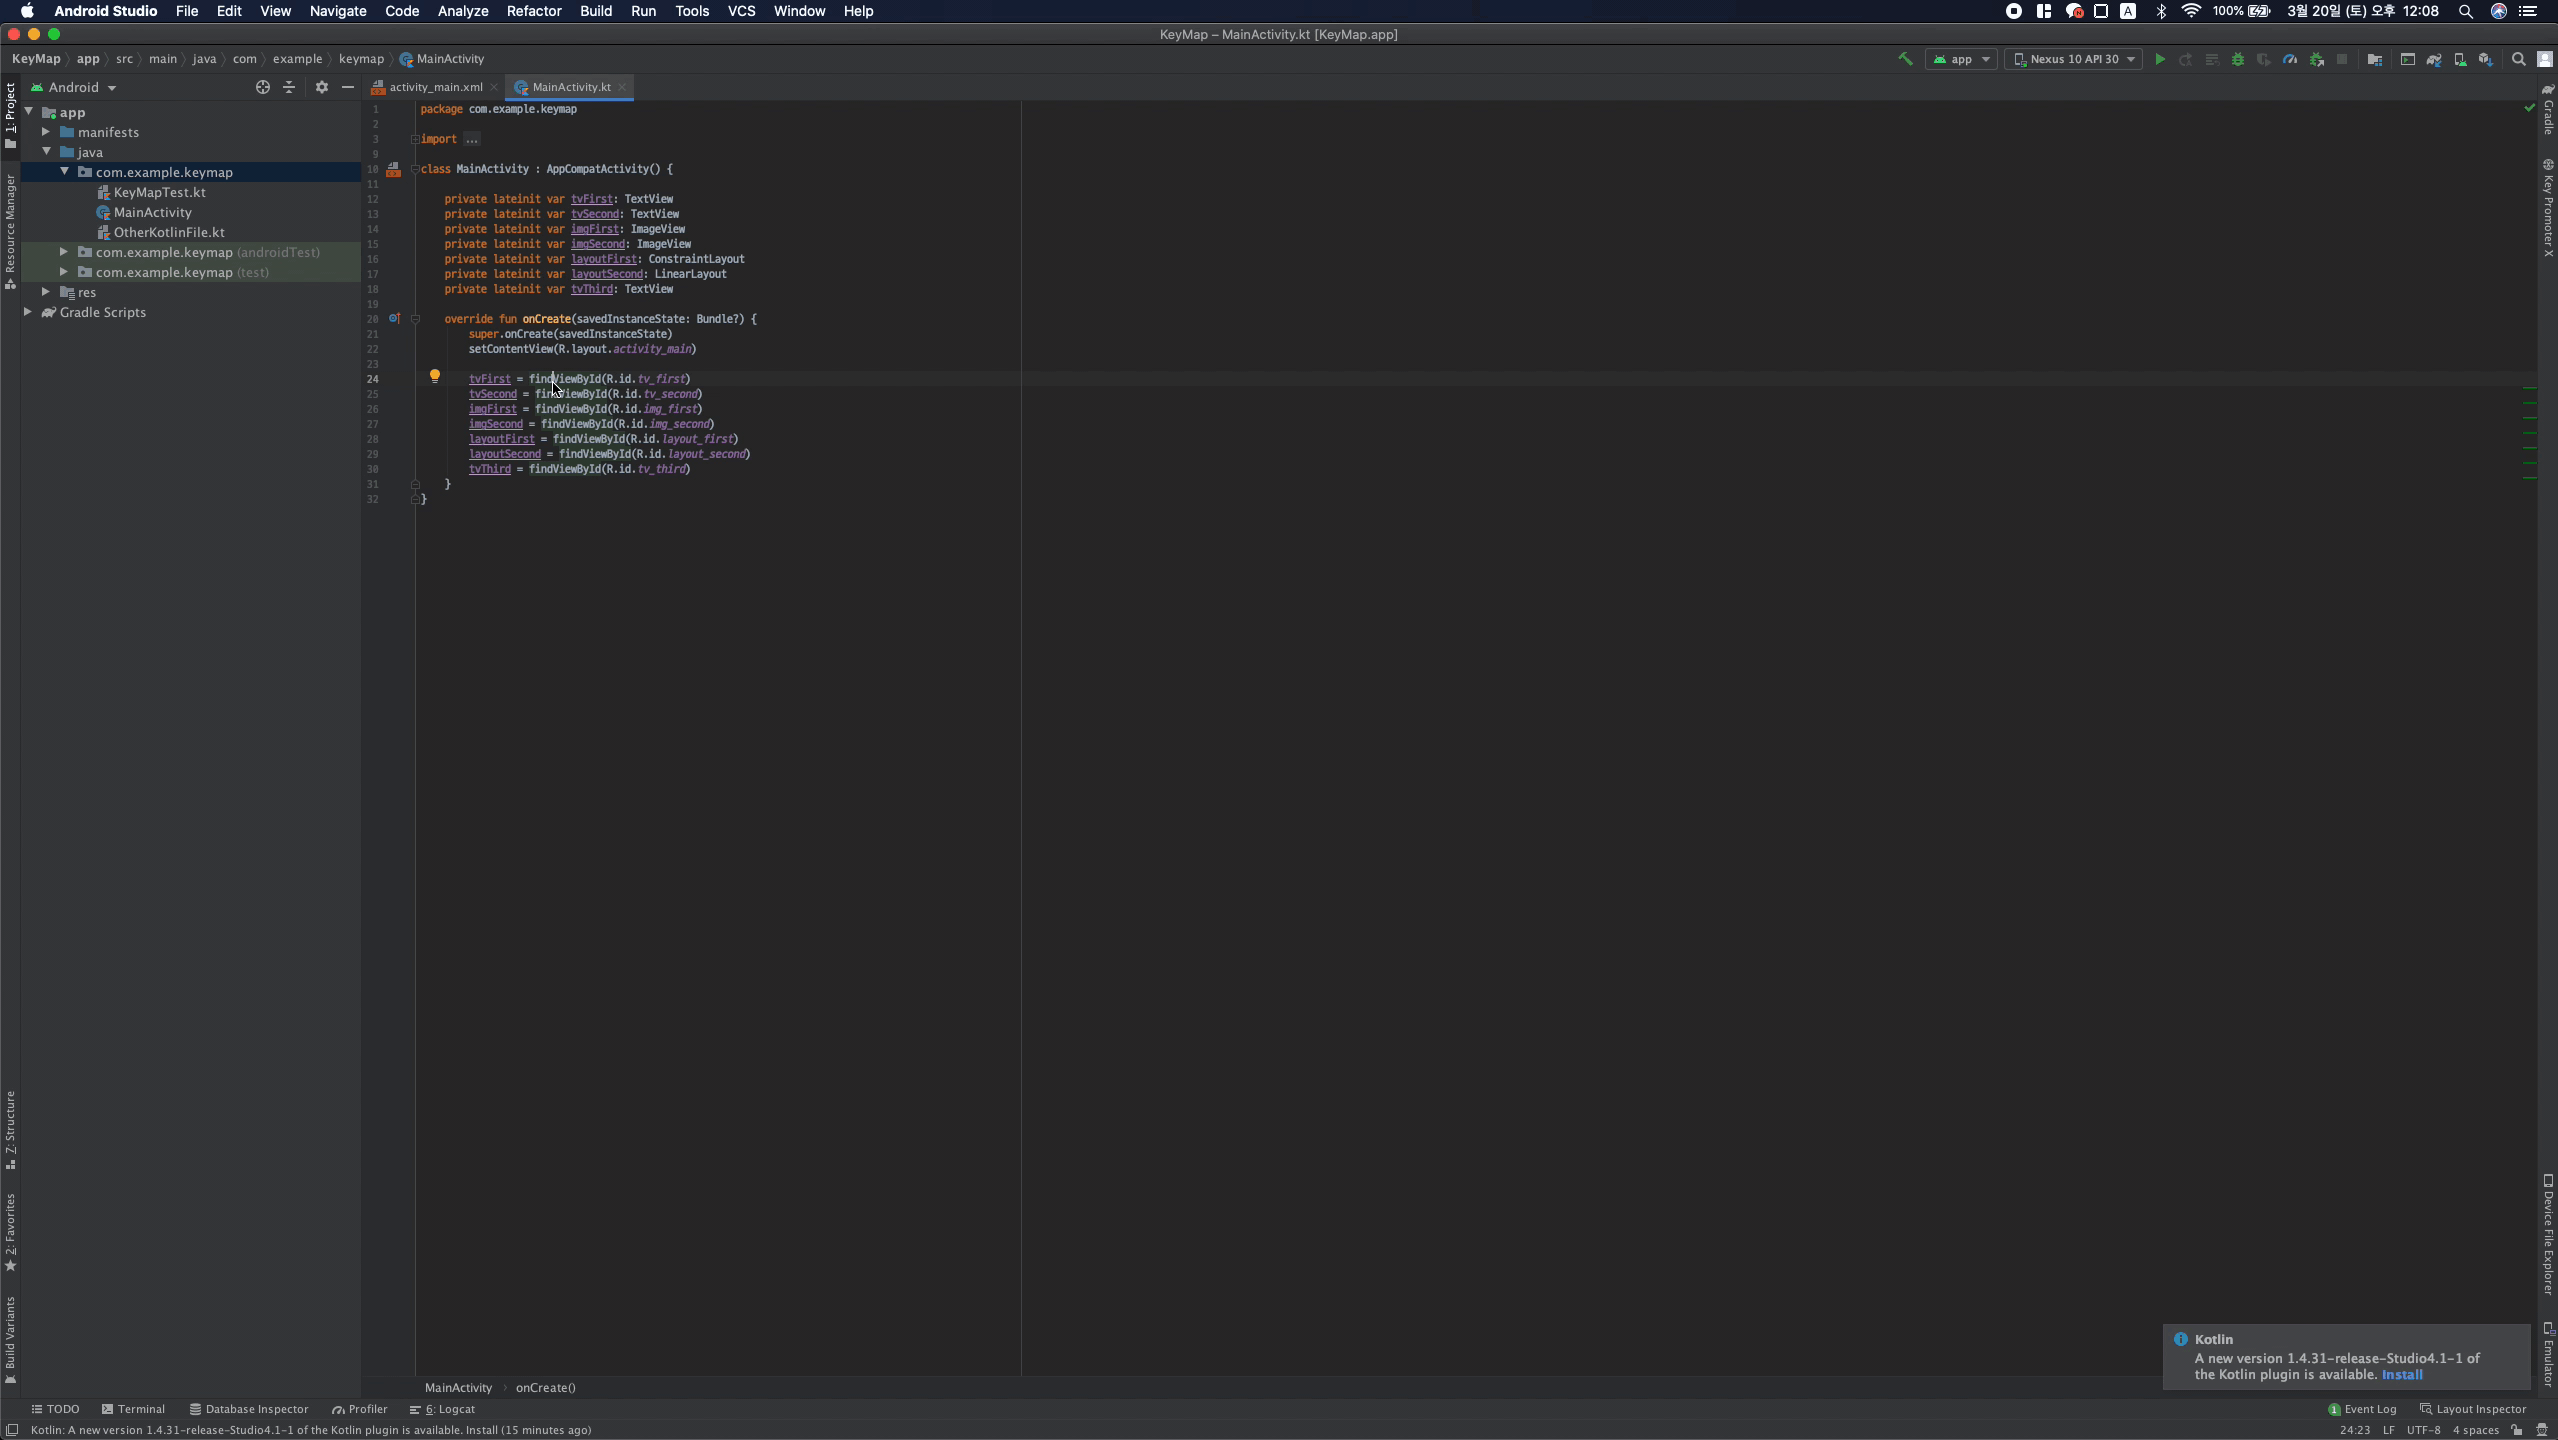 Android Studio File Edit View Navigate Code Analyze Refactor Build Run Tools VCS Window Help A 100% 3월 20일 (토) 오후 12:08
KeyMap – MainActivity.kt [KeyMap.app]
KeyMap app src main java com example keymap MainActivity app Nexus 10 API 30
Android activity_main.xml MainActivity.kt
1: Project
Resource Manager
Z: Structure
2: Favorites
Build Variants
app
manifests
java
com.example.keymap
KeyMapTest.kt
MainActivity
OtherKotlinFile.kt
com.example.keymap (androidTest)
com.example.keymap (test)
res
Gradle Scripts
1 package com.example.keymap
2
3 import ...
9
10 class MainActivity : AppCompatActivity() {
11
12 private lateinit var tvFirst: TextView
13 private lateinit var tvSecond: TextView
14 private lateinit var imgFirst: ImageView
15 private lateinit var imgSecond: ImageView
16 private lateinit var layoutFirst: ConstraintLayout
17 private lateinit var layoutSecond: LinearLayout
18 private lateinit var tvThird: TextView
19
20 override fun onCreate(savedInstanceState: Bundle?) {
21 super.onCreate(savedInstanceState)
22 setContentView(R.layout.activity_main)
23
24 tvFirst = findViewById(R.id.tv_first)
25 tvSecond = findViewById(R.id.tv_second)
26 imgFirst = findViewById(R.id.img_first)
27 imgSecond = findViewById(R.id.img_second)
28 layoutFirst = findViewById(R.id.layout_first)
29 layoutSecond = findViewById(R.id.layout_second)
30 tvThird = findViewById(R.id.tv_third)
31 }
32 }
Gradle
Key Promoter X
Device File Explorer
Emulator
Kotlin
A new version 1.4.31-release-Studio4.1-1 of
the Kotlin plugin is available. Install
MainActivity onCreate()
TODO Terminal Database Inspector Profiler 6: Logcat 1 Event Log Layout Inspector
Kotlin: A new version 1.4.31-release-Studio4.1-1 of the Kotlin plugin is available. Install (15 minutes ago) 24:23 LF UTF-8 4 spaces